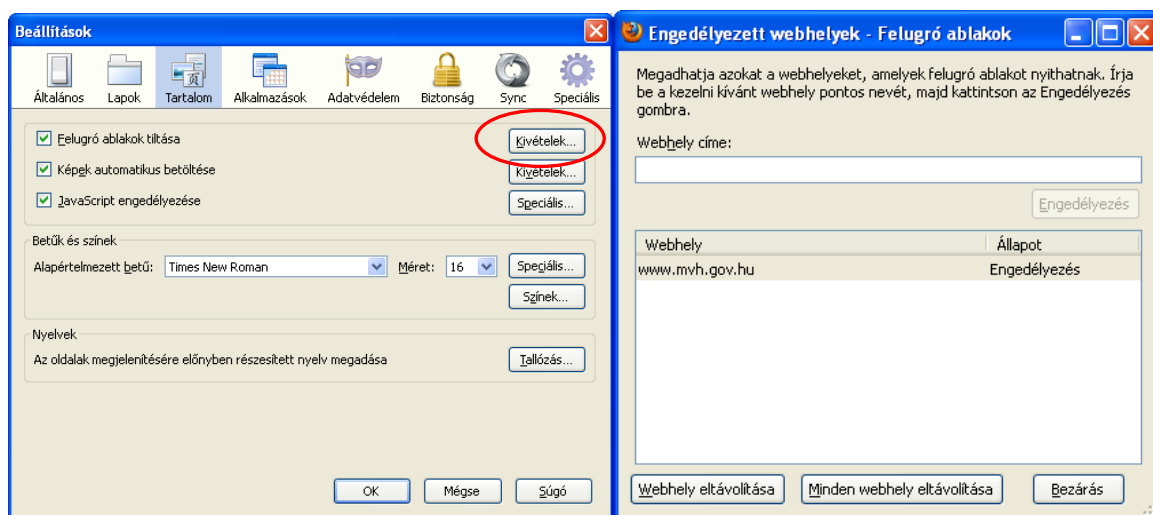 Beállítások
Általános Lapok Tartalom Alkalmazások Adatvédelem Biztonság Sync Speciális
Felugró ablakok tiltása Kivételek...
Képek automatikus betöltése Kivételek...
JavaScript engedélyezése Speciális...
Betűk és színek
Alapértelmezett betű: Times New Roman Méret: 16 Speciális...
Színek...
Nyelvek
Az oldalak megjelenítésére előnyben részesített nyelv megadása Tallózás...
OK Mégse Súgó
Engedélyezett webhelyek - Felugró ablakok
Megadhatja azokat a webhelyeket, amelyek felugró ablakot nyithatnak. Írja
be a kezelni kívánt webhely pontos nevét, majd kattintson az Engedélyezés
gombra.
Webhely címe:
Engedélyezés
Webhely Állapot
www.mvh.gov.hu Engedélyezés
Webhely eltávolítása Minden webhely eltávolítása Bezárás